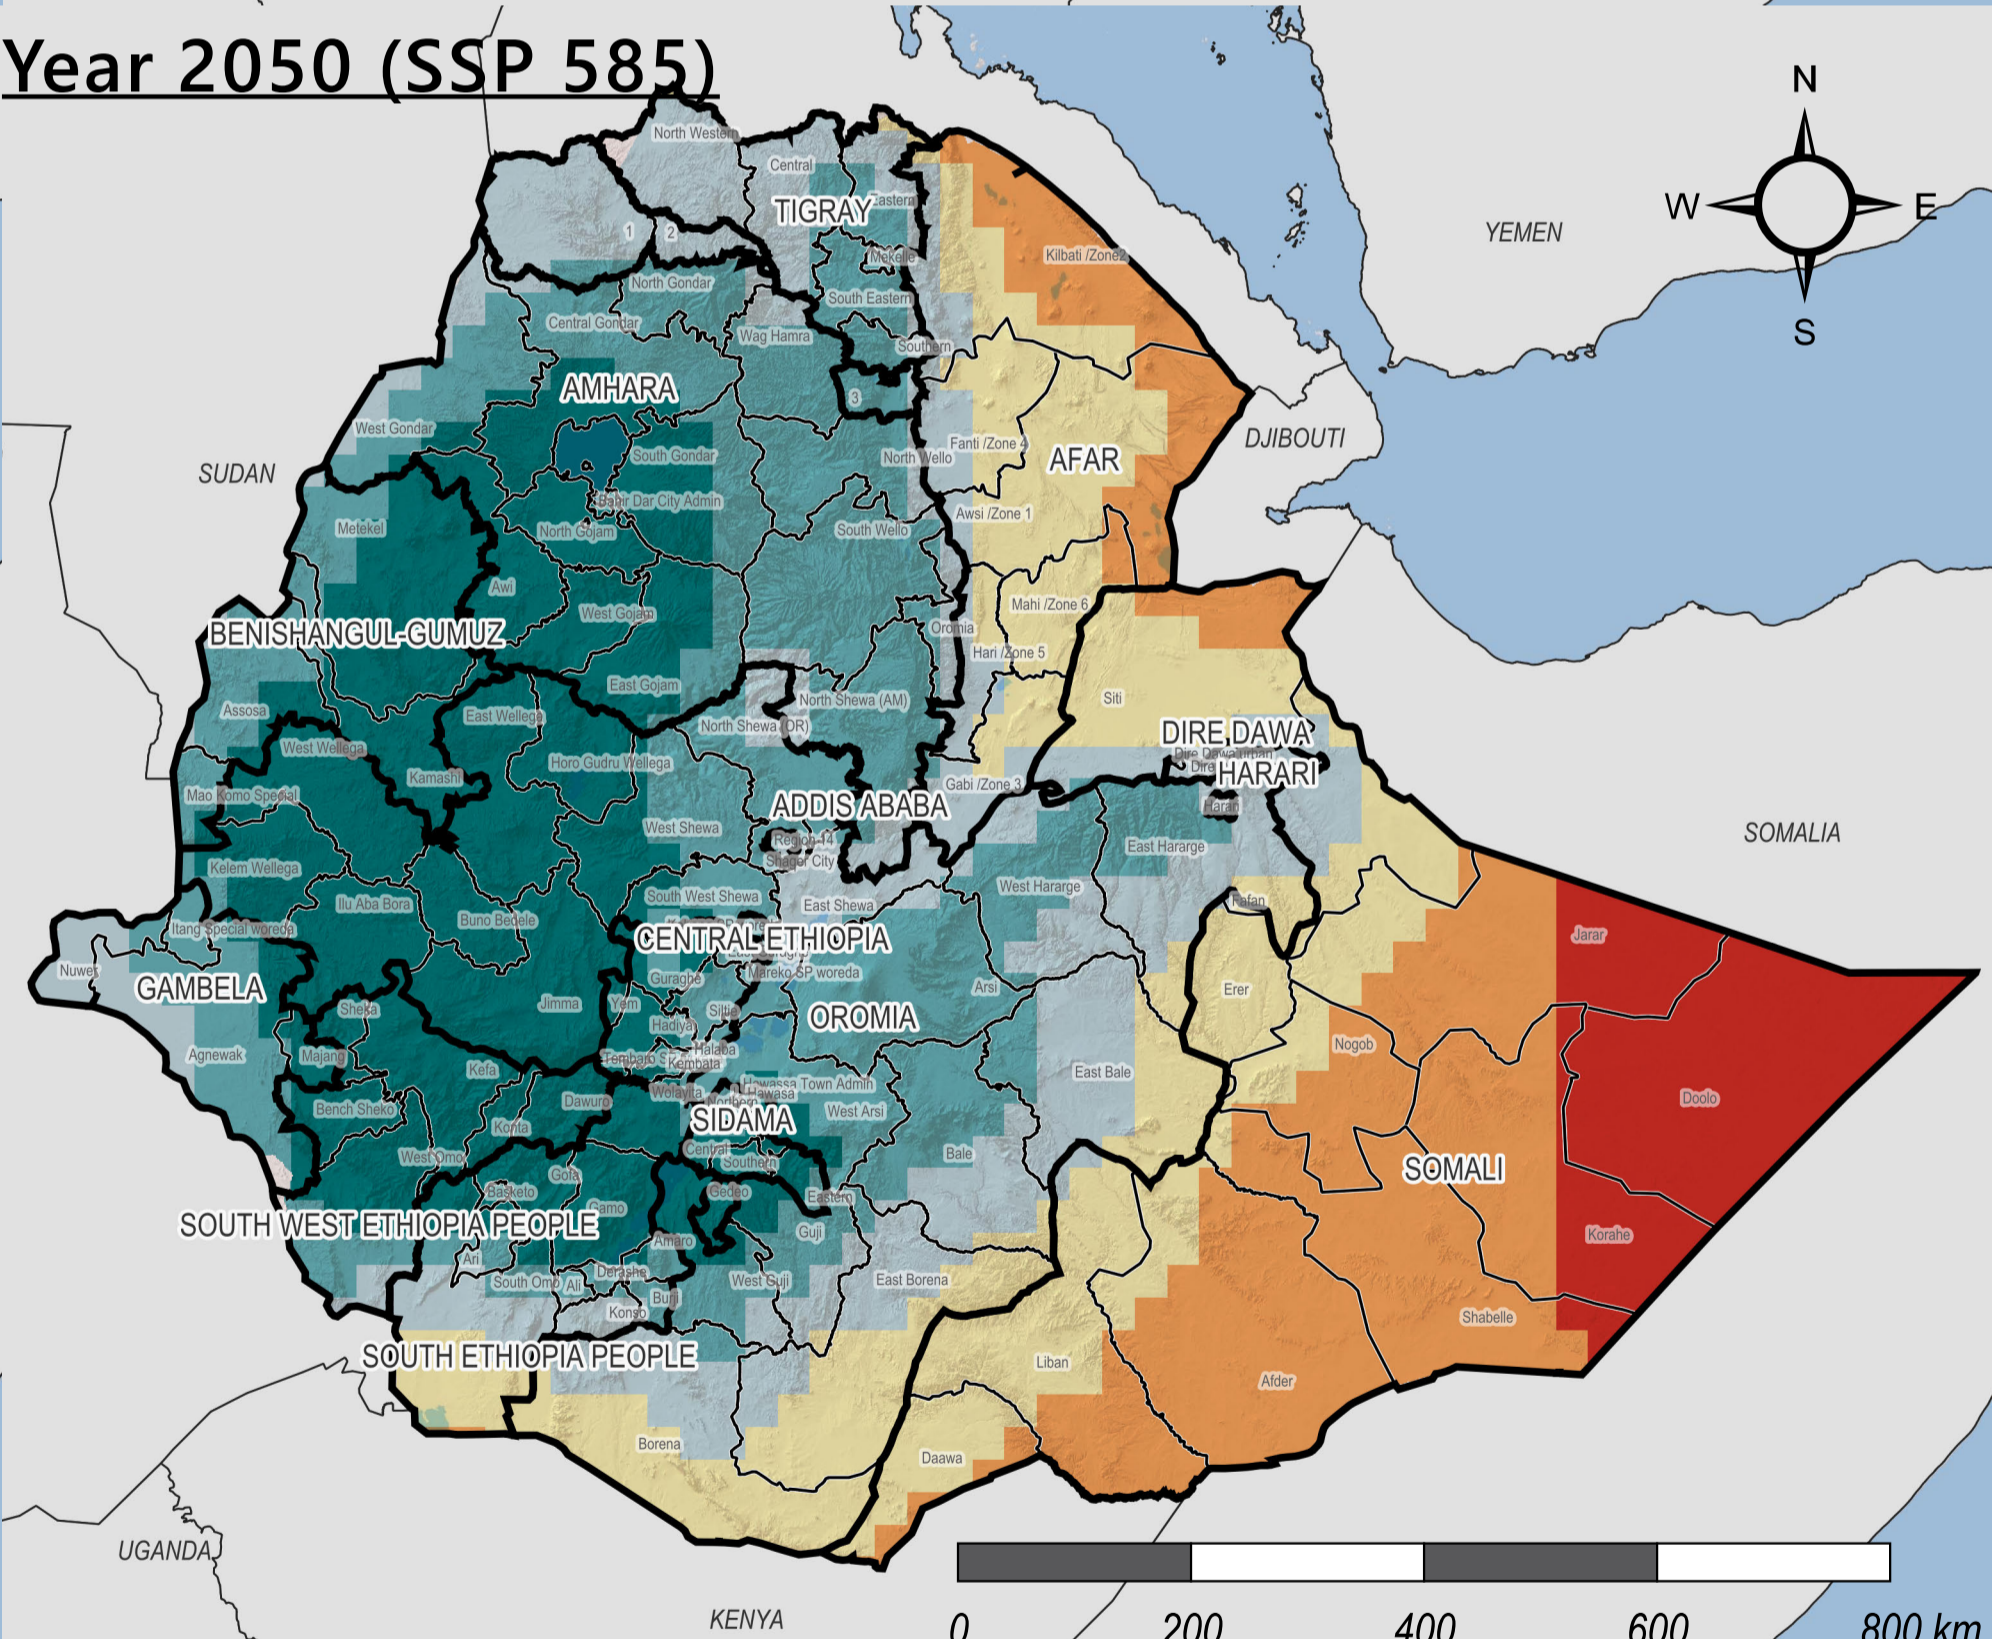 Year 2050 (SSP 585)
N
W
E
S
YEMEN
SUDAN
DJIBOUTI
SOMALIA
UGANDA
KENYA
North Western
Central
TIGRAY
Eastern
1
2
Mekelle
South Eastern
Southern
Kilbati /Zone2
North Gondar
Central Gondar
Wag Hamra
AMHARA
3
West Gondar
South Gondar
North Wello
Fanti /Zone 4
AFAR
Bahir Dar City Admin
Awsi /Zone 1
Metekel
North Gojam
South Wello
Awi
West Gojam
Mahi /Zone 6
BENISHANGUL-GUMUZ
Oromia
Hari /Zone 5
East Gojam
North Shewa (AM)
Siti
Assosa
East Wellega
North Shewa (OR)
DIRE DAWA
Dire Dawa urban
Dire
HARARI
West Wellega
Horo Gudru Wellega
Kamashi
Gabi /Zone 3
Mao Komo Special
ADDIS ABABA
Harari
West Shewa
Region 14
Shager City
East Hararge
Kelem Wellega
West Hararge
South West Shewa
East Shewa
Fafan
Ilu Aba Bora
Buno Bedele
Itang Special woreda
CENTRAL ETHIOPIA
Jarar
Nuwer
GAMBELA
Guraghe
Mareko SP woreda
Arsi
Erer
Sheka
Jimma
Yem
Siltie
OROMIA
Hadiya
Nogob
Agnewak
Majang
Halaba
Kembata
Kefa
Hawassa Town Admin
Hawasa
East Bale
Wolayita
Northern
Doolo
Bench Sheko
Dawuro
SIDAMA
West Arsi
Konta
Central
Southern
Bale
West Omo
SOMALI
Gofa
Basketo
Gedeo
Eastern
Gamo
SOUTH WEST ETHIOPIA PEOPLE
Guji
Korahe
Amaro
Ari
South Omo
Ali
Derashe
West Guji
East Borena
Burji
Konso
Shabelle
SOUTH ETHIOPIA PEOPLE
Liban
Afder
Borena
Daawa
0 200 400 600 800 km